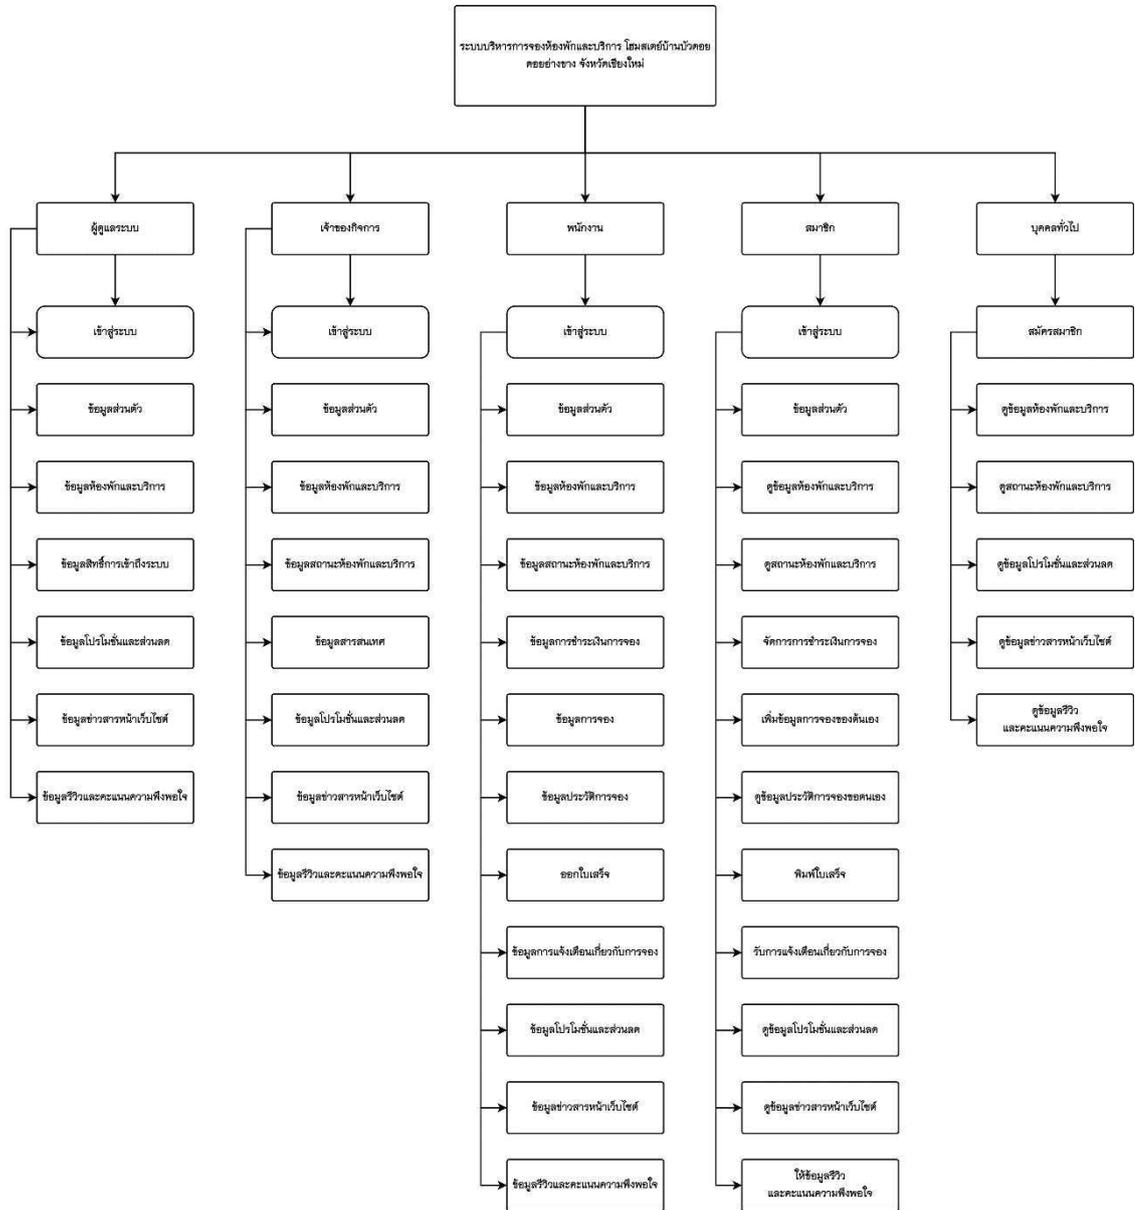 ระบบบริหารการจองห้องพักและบริการ โฮมสเตย์บ้านบัวดอย
ดอยอ่างขาง จังหวัดเชียงใหม่
ผู้ดูแลระบบ
เข้าสู่ระบบ
ข้อมูลส่วนตัว
ข้อมูลห้องพักและบริการ
ข้อมูลสิทธิ์การเข้าถึงระบบ
ข้อมูลโปรโมชั่นและส่วนลด
ข้อมูลข่าวสารหน้าเว็บไซต์
ข้อมูลรีวิวและคะแนนความพึงพอใจ
เจ้าของกิจการ
เข้าสู่ระบบ
ข้อมูลส่วนตัว
ข้อมูลห้องพักและบริการ
ข้อมูลสถานะห้องพักและบริการ
ข้อมูลสารสนเทศ
ข้อมูลโปรโมชั่นและส่วนลด
ข้อมูลข่าวสารหน้าเว็บไซต์
ข้อมูลรีวิวและคะแนนความพึงพอใจ
พนักงาน
เข้าสู่ระบบ
ข้อมูลส่วนตัว
ข้อมูลห้องพักและบริการ
ข้อมูลสถานะห้องพักและบริการ
ข้อมูลการชำระเงินการจอง
ข้อมูลการจอง
ข้อมูลประวัติการจอง
ออกใบเสร็จ
ข้อมูลการแจ้งเตือนเกี่ยวกับการจอง
ข้อมูลโปรโมชั่นและส่วนลด
ข้อมูลข่าวสารหน้าเว็บไซต์
ข้อมูลรีวิวและคะแนนความพึงพอใจ
สมาชิก
เข้าสู่ระบบ
ข้อมูลส่วนตัว
ดูข้อมูลห้องพักและบริการ
ดูสถานะห้องพักและบริการ
จัดการการชำระเงินการจอง
เพิ่มข้อมูลการจองของตนเอง
ดูข้อมูลประวัติการจองขอตนเอง
พิมพ์ใบเสร็จ
รับการแจ้งเตือนเกี่ยวกับการจอง
ดูข้อมูลโปรโมชั่นและส่วนลด
ดูข้อมูลข่าวสารหน้าเว็บไซต์
ให้ข้อมูลรีวิว
และคะแนนความพึงพอใจ
บุคคลทั่วไป
สมัครสมาชิก
ดูข้อมูลห้องพักและบริการ
ดูสถานะห้องพักและบริการ
ดูข้อมูลโปรโมชั่นและส่วนลด
ดูข้อมูลข่าวสารหน้าเว็บไซต์
ดูข้อมูลรีวิว
และคะแนนความพึงพอใจ